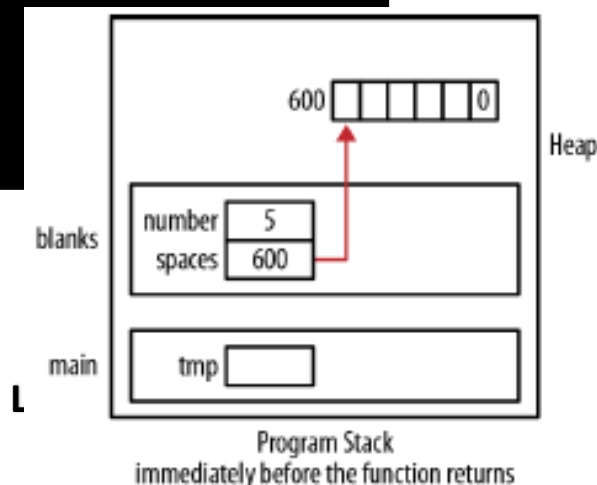 600 0
Heap
blanks
number 5
spaces 600
main
tmp
L
Program Stack
immediately before the function returns